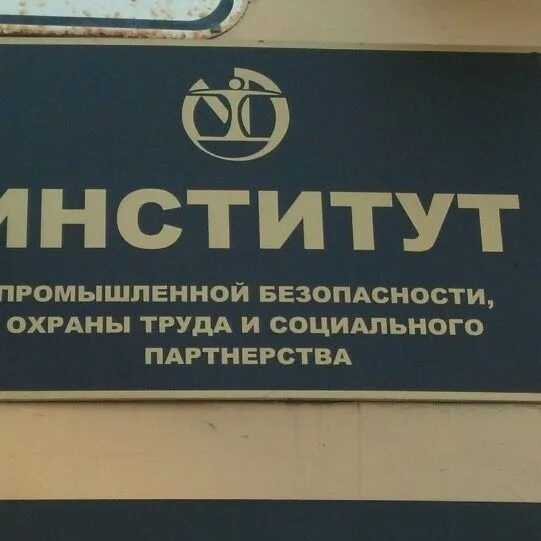 ИНСТИТУТ
ПРОМЫШЛЕННОЙ БЕЗОПАСНОСТИ,
ОХРАНЫ ТРУДА И СОЦИАЛЬНОГО
ПАРТНЕРСТВА